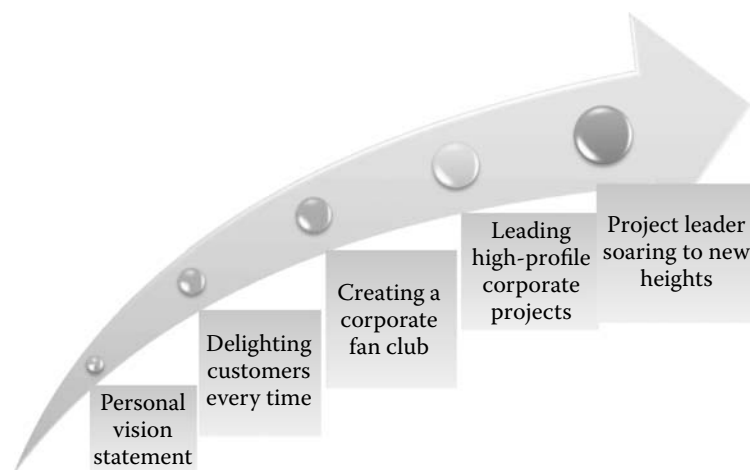 Personal
vision
statement
Delighting
customers
every time
Creating a
corporate
fan club
Leading
high-profile
corporate
projects
Project leader
soaring to new
heights